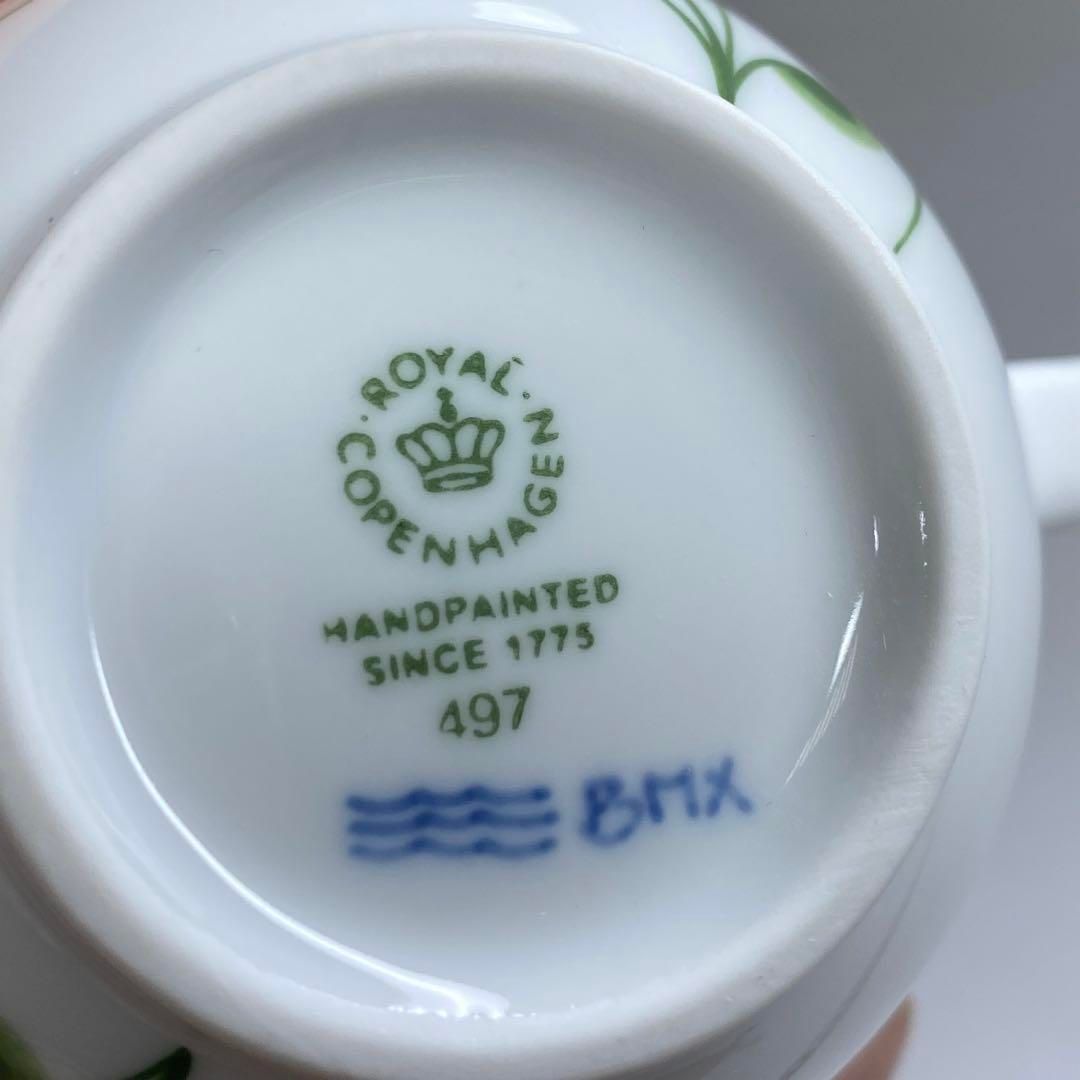 ROYAL
COPENHAGEN
HANDPAINTED
SINCE 1775
497
BMX